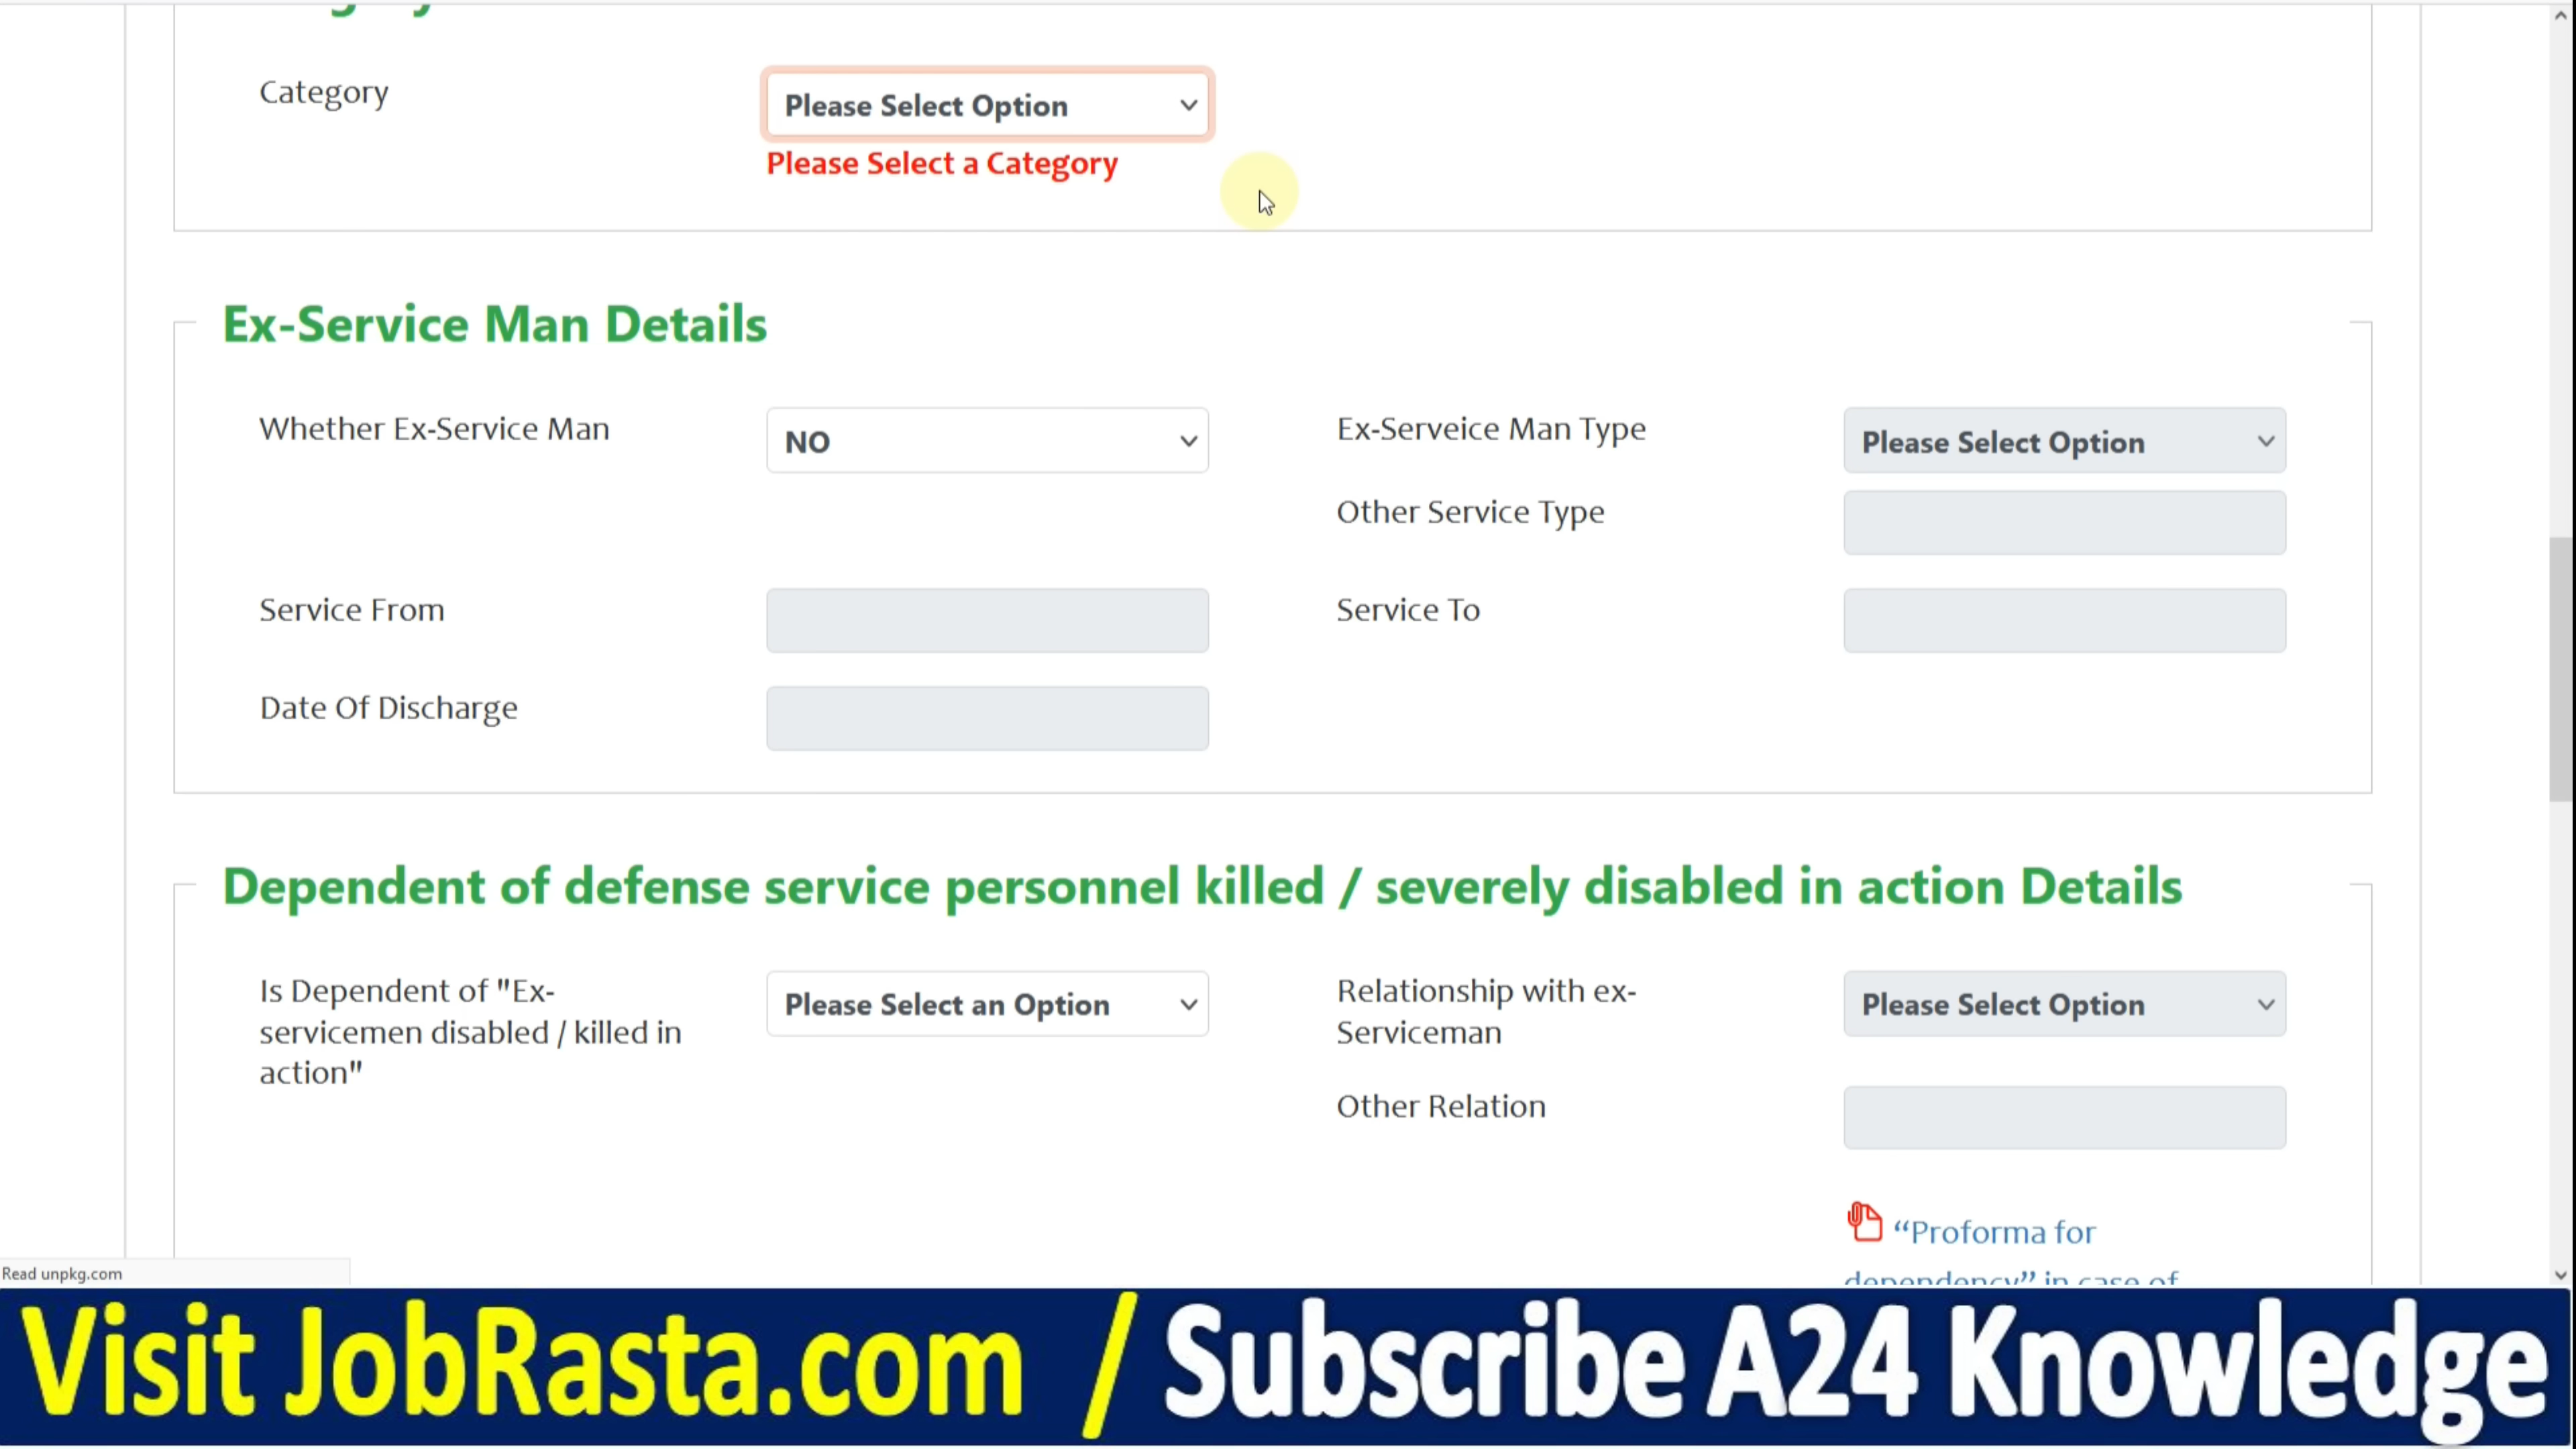 Category
Please Select Option
Please Select a Category
Ex-Service Man Details
Whether Ex-Service Man
NO
Ex-Serveice Man Type
Please Select Option
Other Service Type
Service From
Service To
Date Of Discharge
Dependent of defense service personnel killed / severely disabled in action Details
Is Dependent of "Ex-
servicemen disabled / killed in
action"
Please Select an Option
Relationship with ex-
Serviceman
Please Select Option
Other Relation
“Proforma for
dependency” in case of
Read unpkg.com
Visit JobRasta.com / Subscribe A24 Knowledge